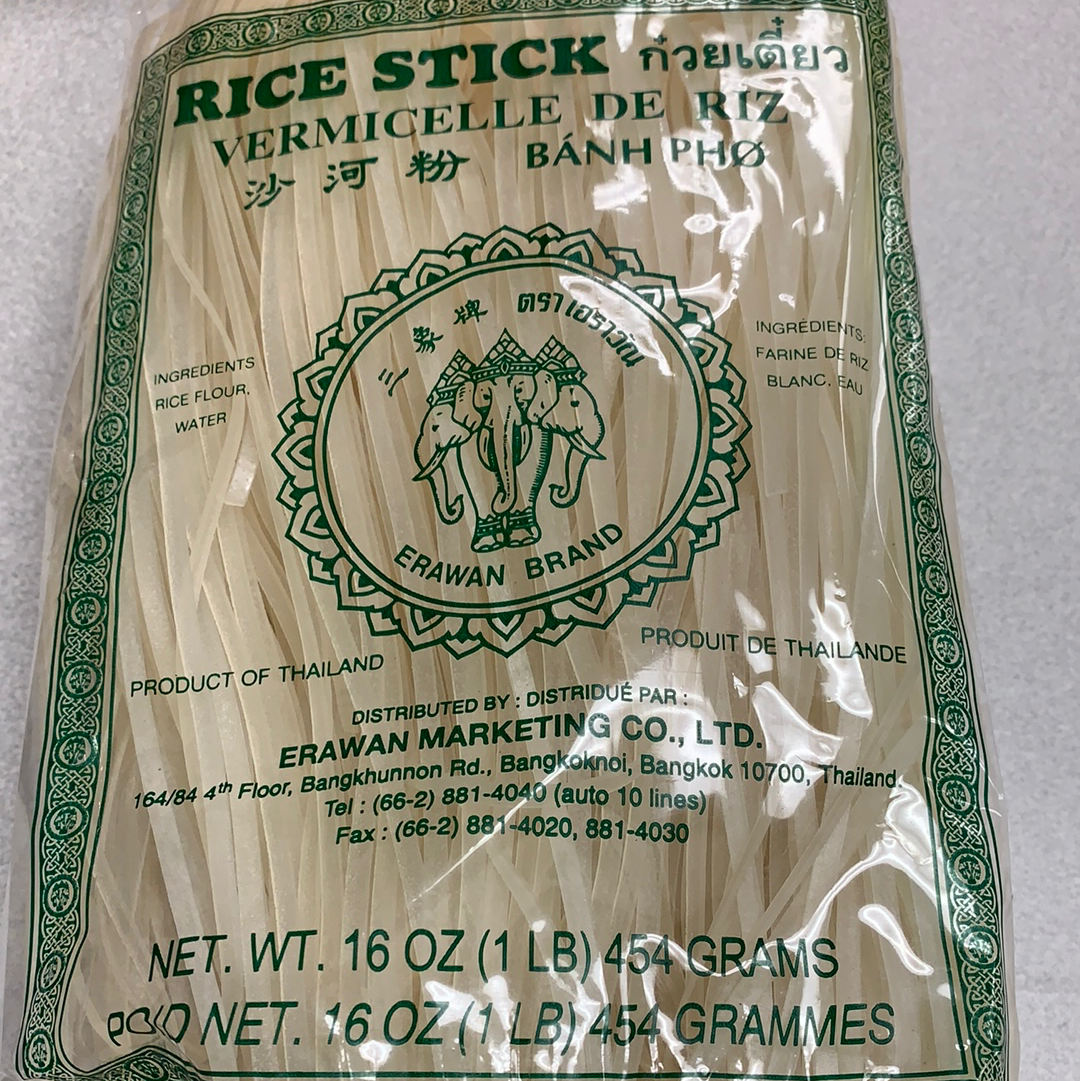 RICE STICK ก๋วยเตี๋ยว
VERMICELLE DE RIZ
沙河粉 BÁNH PHØ
三象牌 ตราเอราวัณ
INGREDIENTS
RICE FLOUR,
WATER
INGRÉDIENTS:
FARINE DE RIZ
BLANC, EAU
ERAWAN BRAND
PRODUCT OF THAILAND
PRODUIT DE THAILANDE
DISTRIBUTED BY : DISTRIDUÉ PAR :
ERAWAN MARKETING CO., LTD.
164/84 4th Floor, Bangkhunnon Rd., Bangkoknoi, Bangkok 10700, Thailand.
Tel : (66-2) 881-4040 (auto 10 lines)
Fax : (66-2) 881-4020, 881-4030
NET. WT. 16 OZ (1 LB) 454 GRAMS
NET. 16 OZ (1 LB) 454 GRAMMES